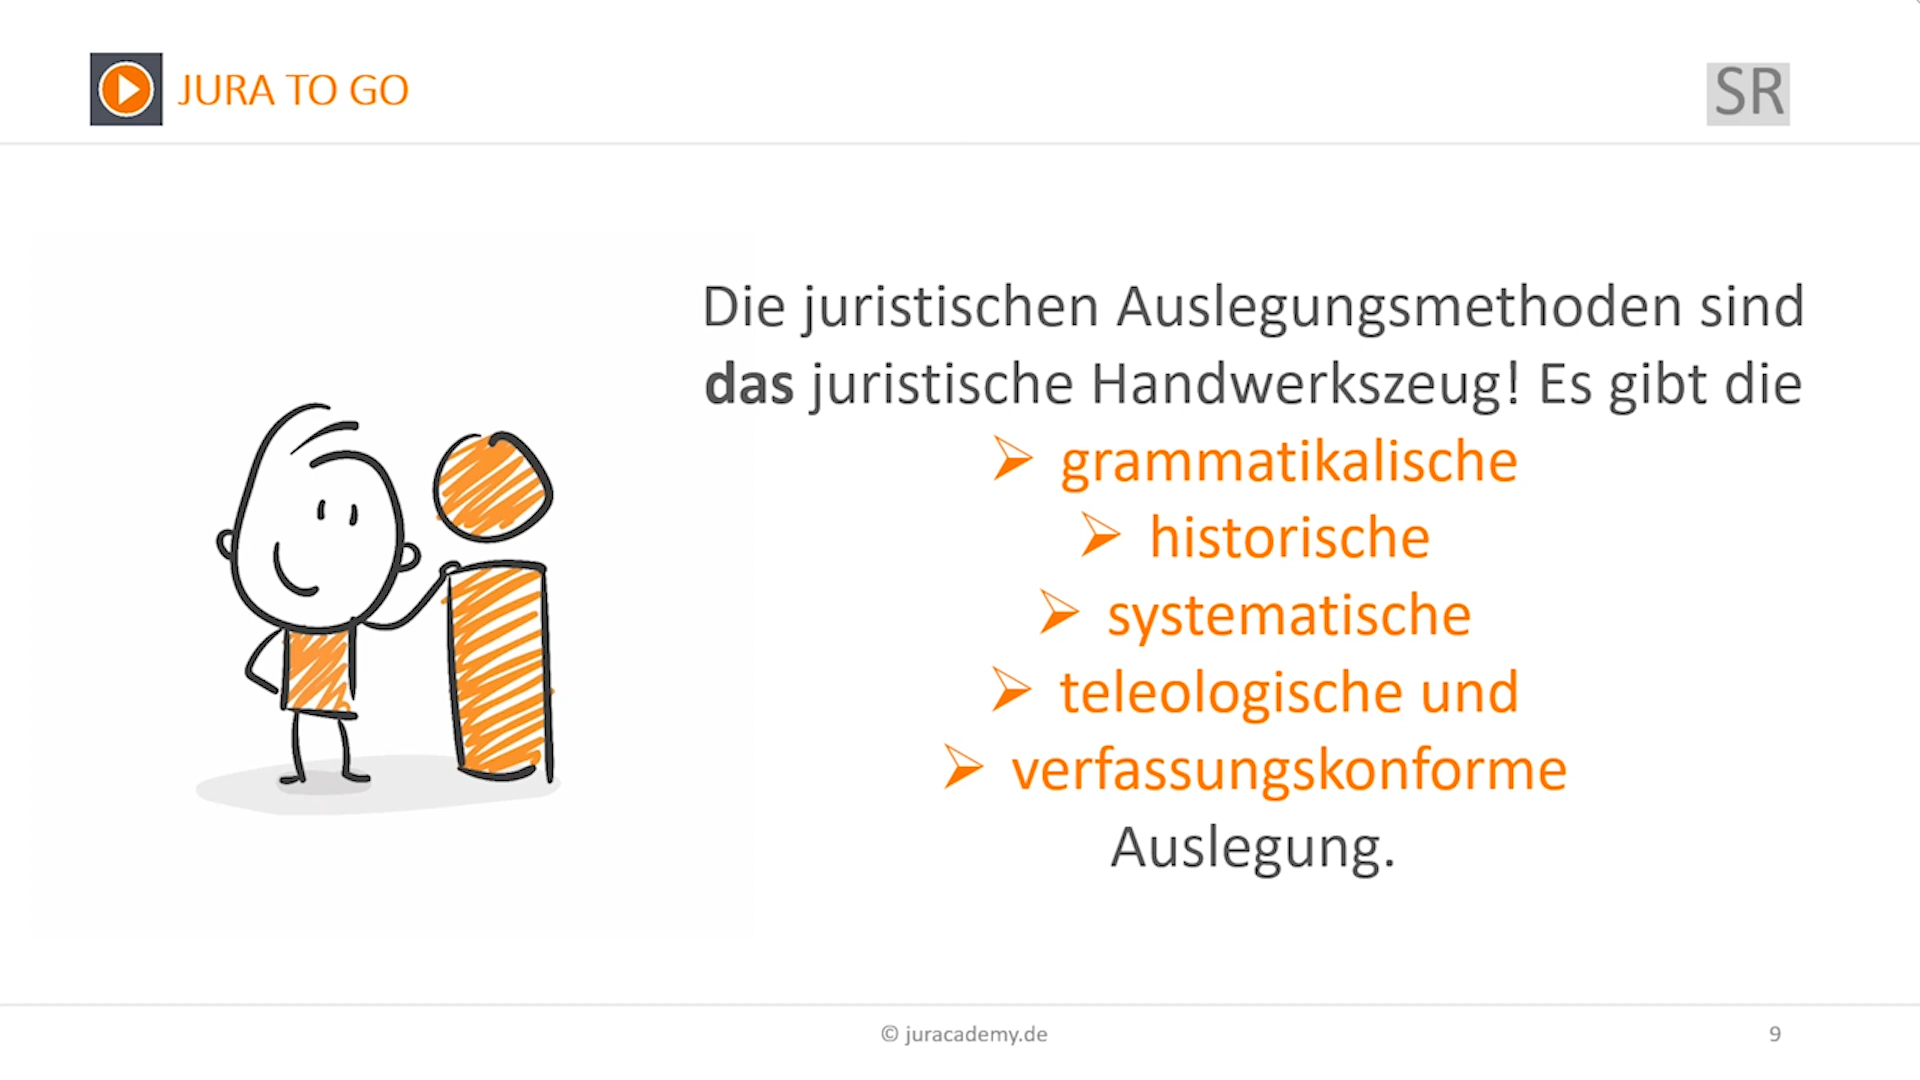 JURA TO GO
SR
Die juristischen Auslegungsmethoden sind
das juristische Handwerkszeug! Es gibt die
➢ grammatikalische
➢ historische
➢ systematische
➢ teleologische und
➢ verfassungskonforme
Auslegung.
© juracademy.de
9